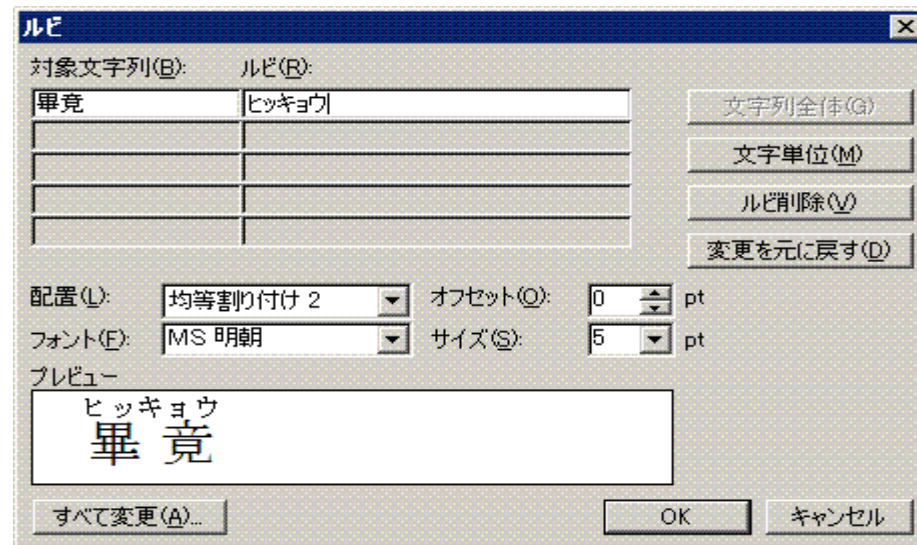 ルビ
対象文字列(B): ルビ(R):
畢竟 ヒッキョウ
文字列全体(G)
文字単位(M)
ルビ削除(V)
変更を元に戻す(D)
配置(L): 均等割り付け 2 オフセット(O): 0 pt
フォント(F): MS 明朝 サイズ(S): 5 pt
プレビュー
ヒッキョウ
畢竟
すべて変更(A)... OK キャンセル